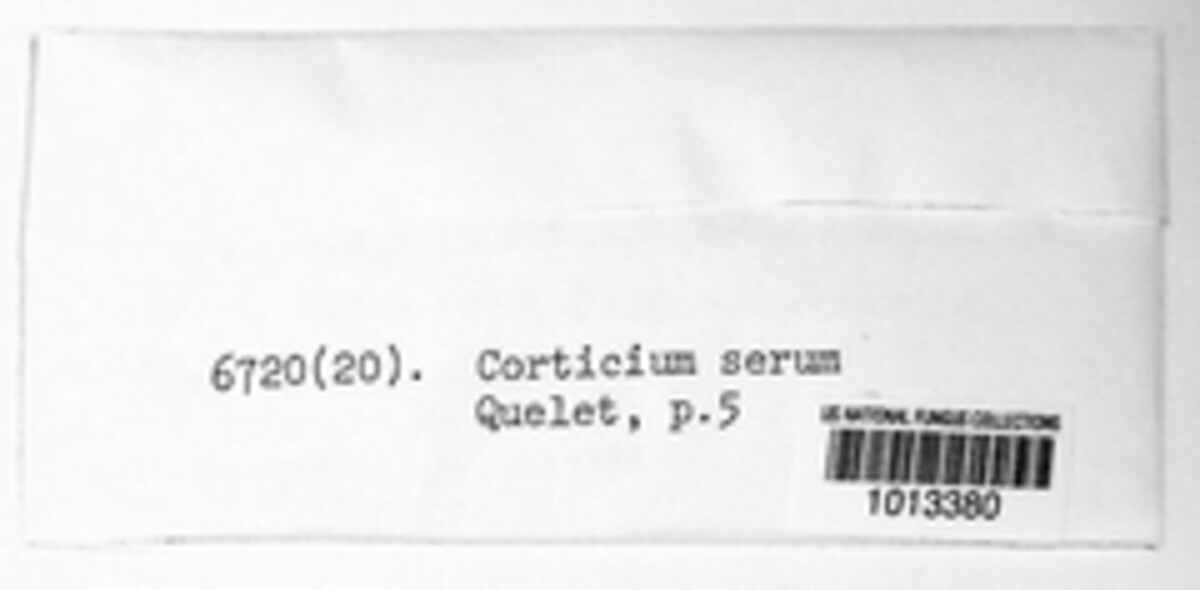 6720(20). Corticium serum
Quelet, p.5
US NATIONAL FUNGUS COLLECTIONS
1013380